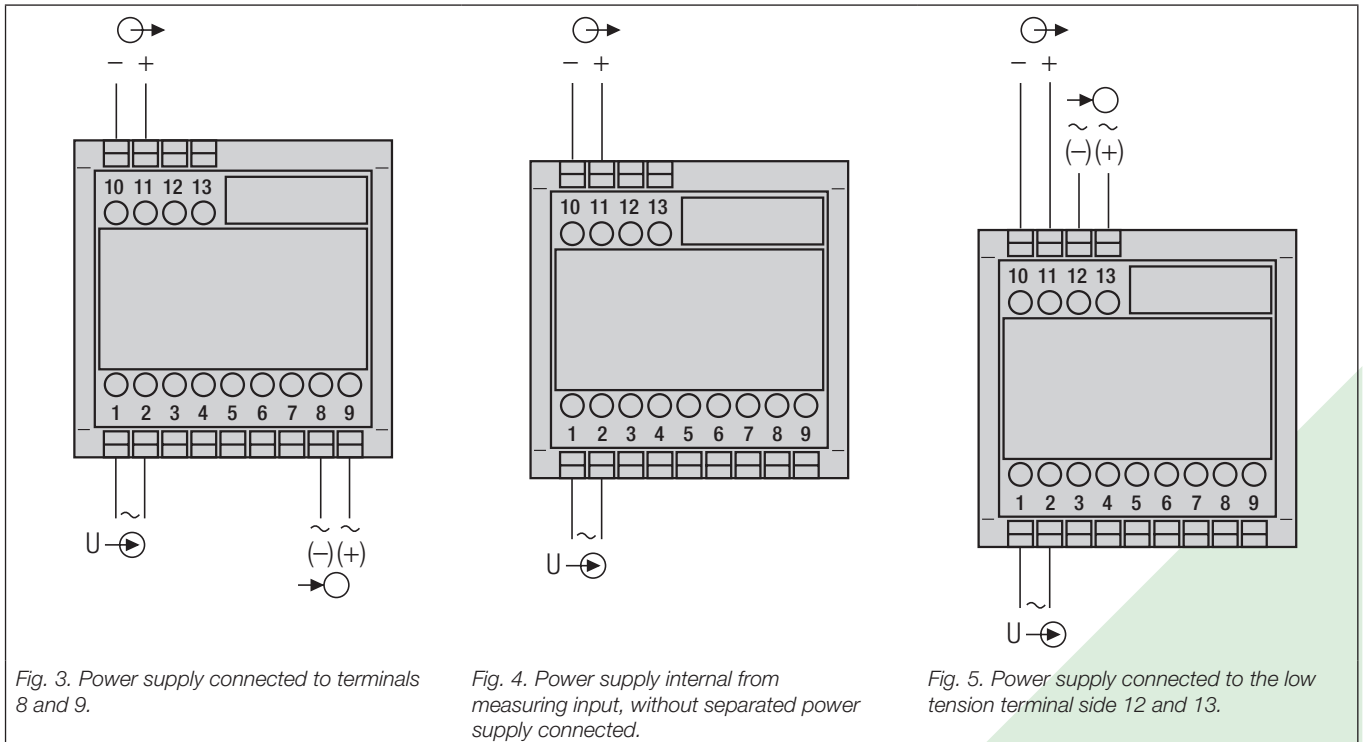 − +
10 11 12 13
1 2 3 4 5 6 7 8 9
~
U
~ ~
(−) (+)
Fig. 3. Power supply connected to terminals
8 and 9.
− +
10 11 12 13
1 2 3 4 5 6 7 8 9
~
U
Fig. 4. Power supply internal from
measuring input, without separated power
supply connected.
− +
~ ~
(−) (+)
10 11 12 13
1 2 3 4 5 6 7 8 9
~
U
Fig. 5. Power supply connected to the low
tension terminal side 12 and 13.